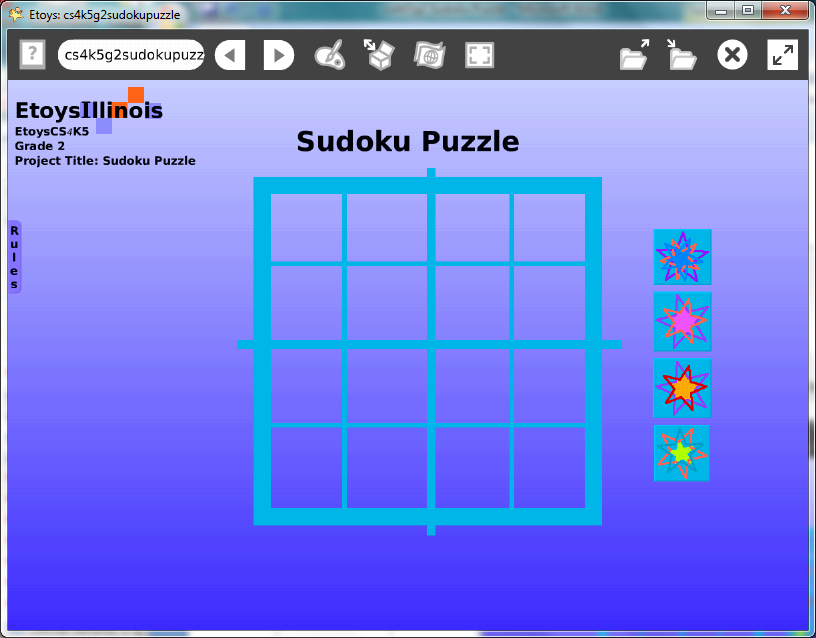 Etoys: cs4k5g2sudokupuzzle
?
cs4k5g2sudokupuzz
EtoysIllinois
EtoysCS4K5
Grade 2
Project Title: Sudoku Puzzle
Sudoku Puzzle
Rules